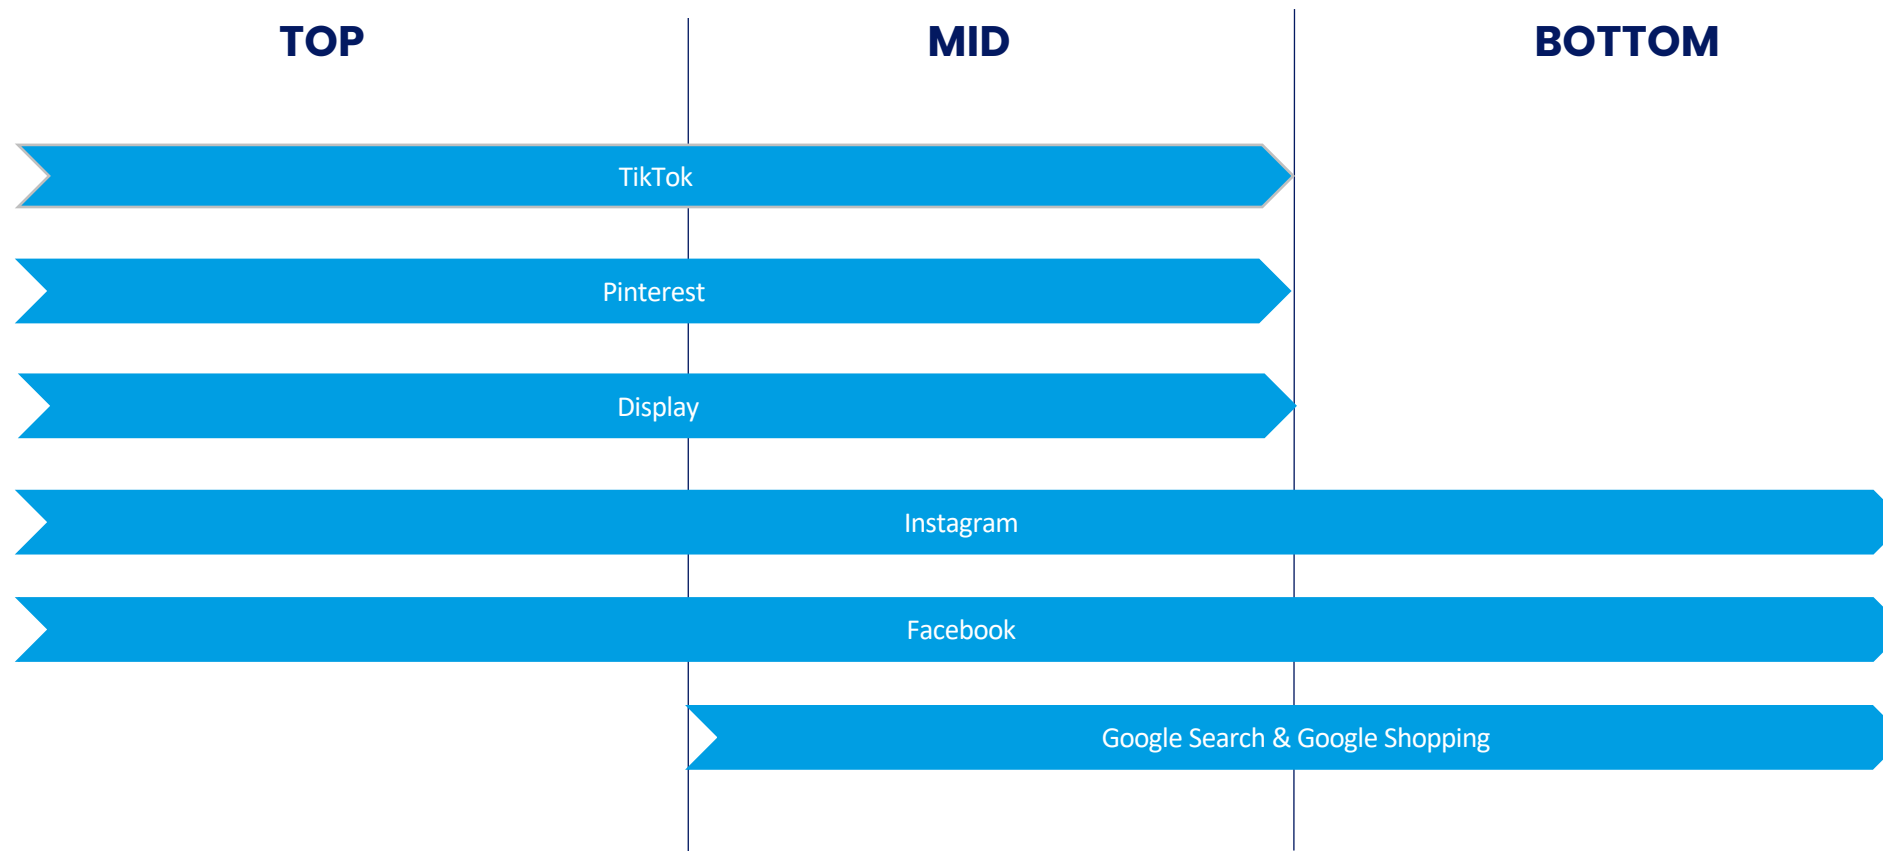 TOP
MID
BOTTOM
TikTok
Pinterest
Display
Instagram
Facebook
Google Search & Google Shopping